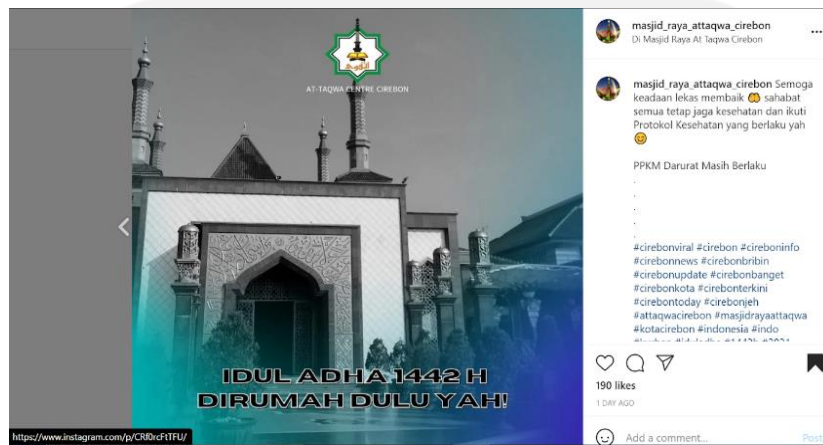 AT-TAQWA CENTRE CIREBON
IDUL ADHA 1442 H
DIRUMAH DULU YAH!
https://www.instagram.com/p/CRf0rcFtTFU/
masjid_raya_attaqwa_cirebon
Di Masjid Raya At Taqwa Cirebon
masjid_raya_attaqwa_cirebon Semoga
keadaan lekas membaik 🤲 sahabat
semua tetap jaga kesehatan dan ikuti
Protokol Kesehatan yang berlaku yah
😊
PPKM Darurat Masih Berlaku
.
.
.
.
.
#cirebonviral #cirebon #cireboninfo
#cirebonnews #cirebonbribin
#cirebonupdate #cirebonbanget
#cirebonkota #cirebonterkini
#cirebontoday #cirebonjeh
#attaqwacirebon #masjidrayaattaqwa
#kotacirebon #indonesia #indo
#iduladha #1442h #2021
190 likes
1 DAY AGO
Add a comment...
Post